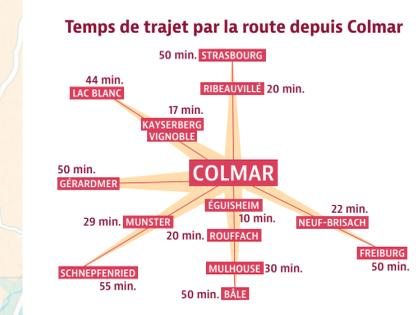 Temps de trajet par la route depuis Colmar
50 min. STRASBOURG
44 min.
LAC BLANC
RIBEAUVILLÉ 20 min.
17 min.
KAYSERBERG
VIGNOBLE
50 min.
GÉRARDMER
COLMAR
ÉGUISHEIM
10 min.
22 min.
NEUF-BRISACH
29 min. MUNSTER
20 min. ROUFFACH
FREIBURG
50 min.
SCHNEPFENRIED
55 min.
MULHOUSE 30 min.
50 min. BÂLE